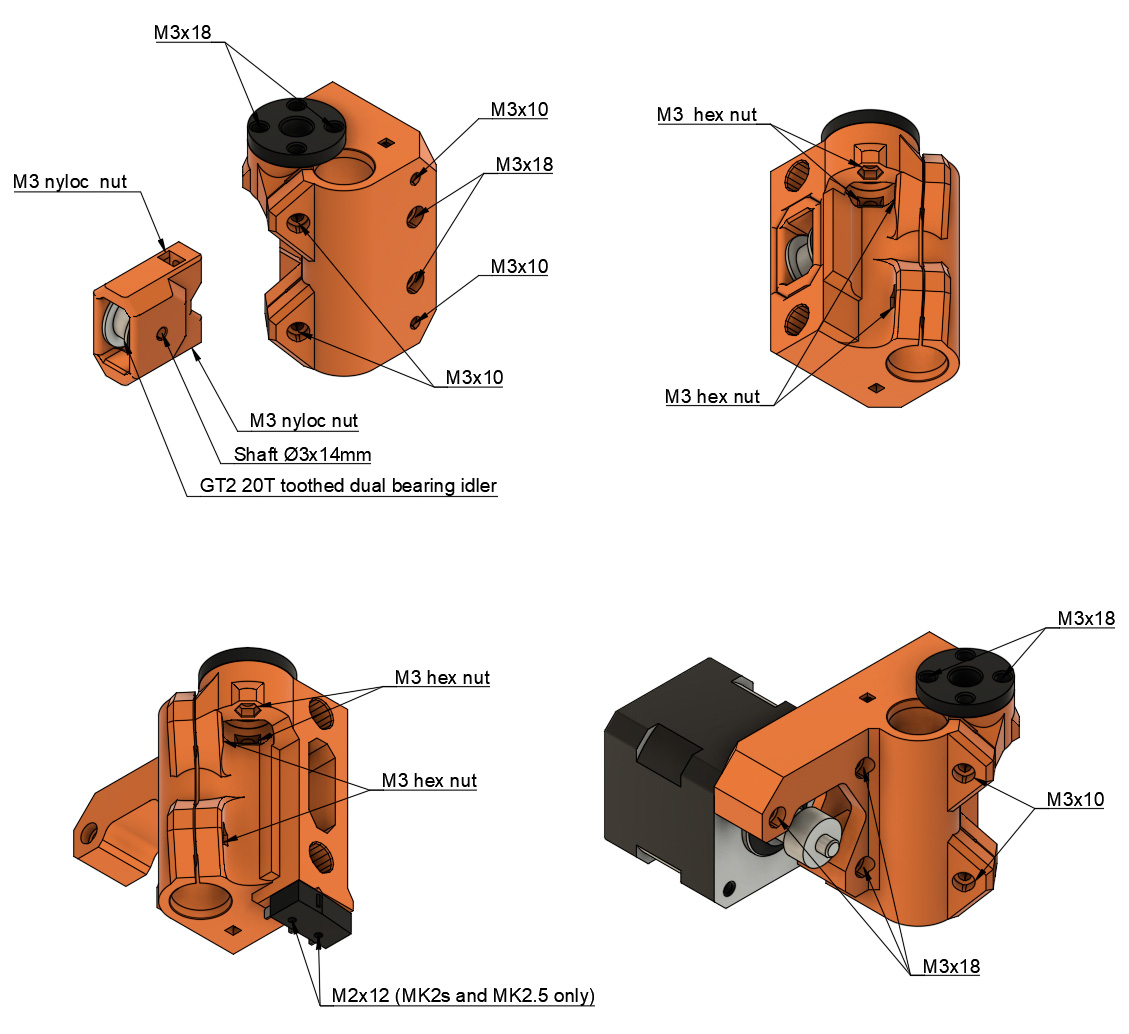 M3x18
M3x10
M3x18
M3 nyloc  nut
M3x10
M3x10
M3 nyloc nut
Shaft Ø3x14mm
GT2 20T toothed dual bearing idler
M3  hex nut
M3 hex nut
M3 hex nut
M3 hex nut
M2x12 (MK2s and MK2.5 only)
M3x18
M3x10
M3x18